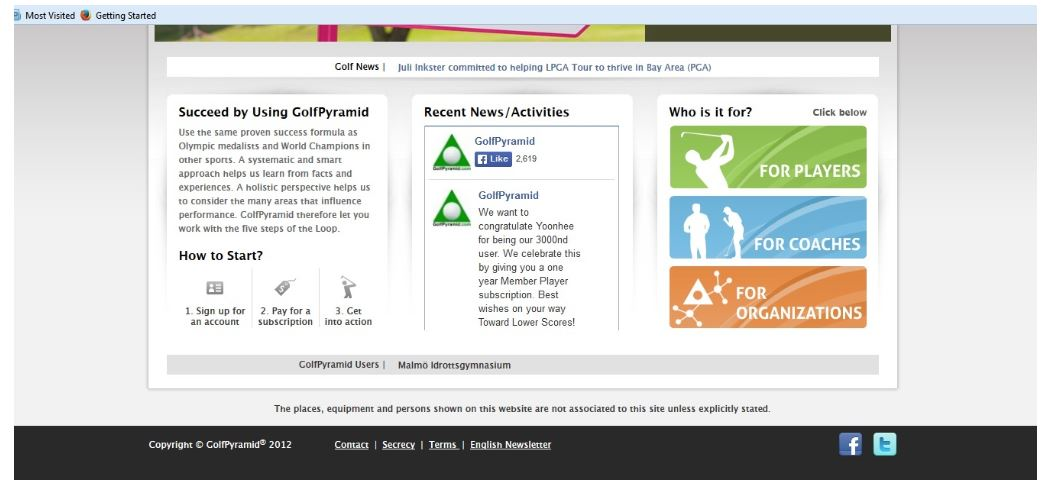 Most Visited Getting Started
Golf News | Juli Inkster committed to helping LPGA Tour to thrive in Bay Area (PGA)
Succeed by Using GolfPyramid
Use the same proven success formula as
Olympic medalists and World Champions in
other sports. A systematic and smart
approach helps us learn from facts and
experiences. A holistic perspective helps us
to consider the many areas that influence
performance. GolfPyramid therefore let you
work with the five steps of the Loop.
How to Start?
1. Sign up for
an account
2. Pay for a
subscription
3. Get
into action
Recent News/Activities
GolfPyramid
Like 2,619
GolfPyramid.com
GolfPyramid
We want to
congratulate Yoonhee
for being our 3000nd
user. We celebrate this
by giving you a one
year Member Player
subscription. Best
wishes on your way
Toward Lower Scores!
GolfPyramid.com
Who is it for? Click below
FOR PLAYERS
FOR COACHES
FOR
ORGANIZATIONS
GolfPyramid Users | Malmö Idrottsgymnasium
The places, equipment and persons shown on this website are not associated to this site unless explicitly stated.
Copyright © GolfPyramid® 2012 Contact | Secrecy | Terms | English Newsletter